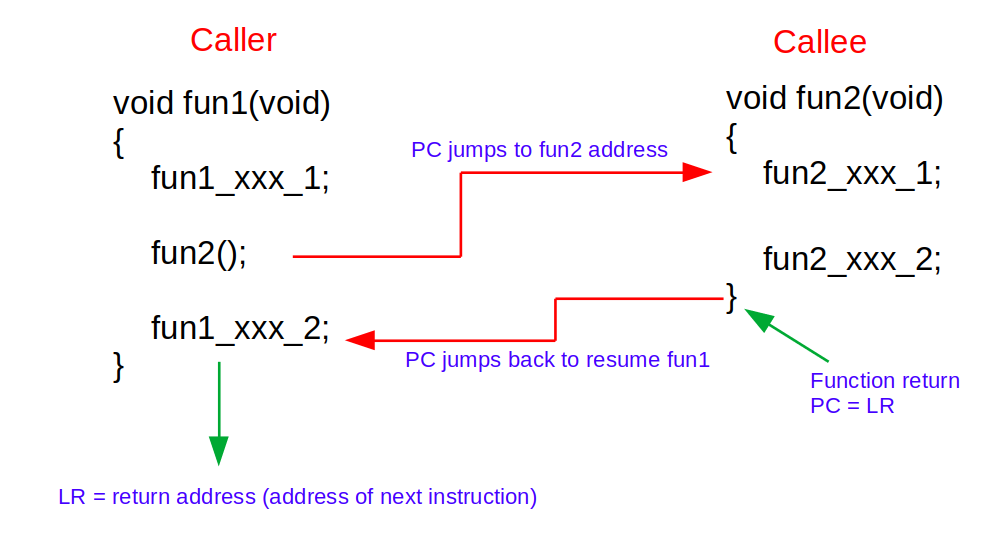 Caller
void fun1(void)
{
fun1_xxx_1;
fun2();
fun1_xxx_2;
}
LR = return address (address of next instruction)
PC jumps to fun2 address
PC jumps back to resume fun1
Callee
void fun2(void)
{
fun2_xxx_1;
fun2_xxx_2;
}
Function return
PC = LR